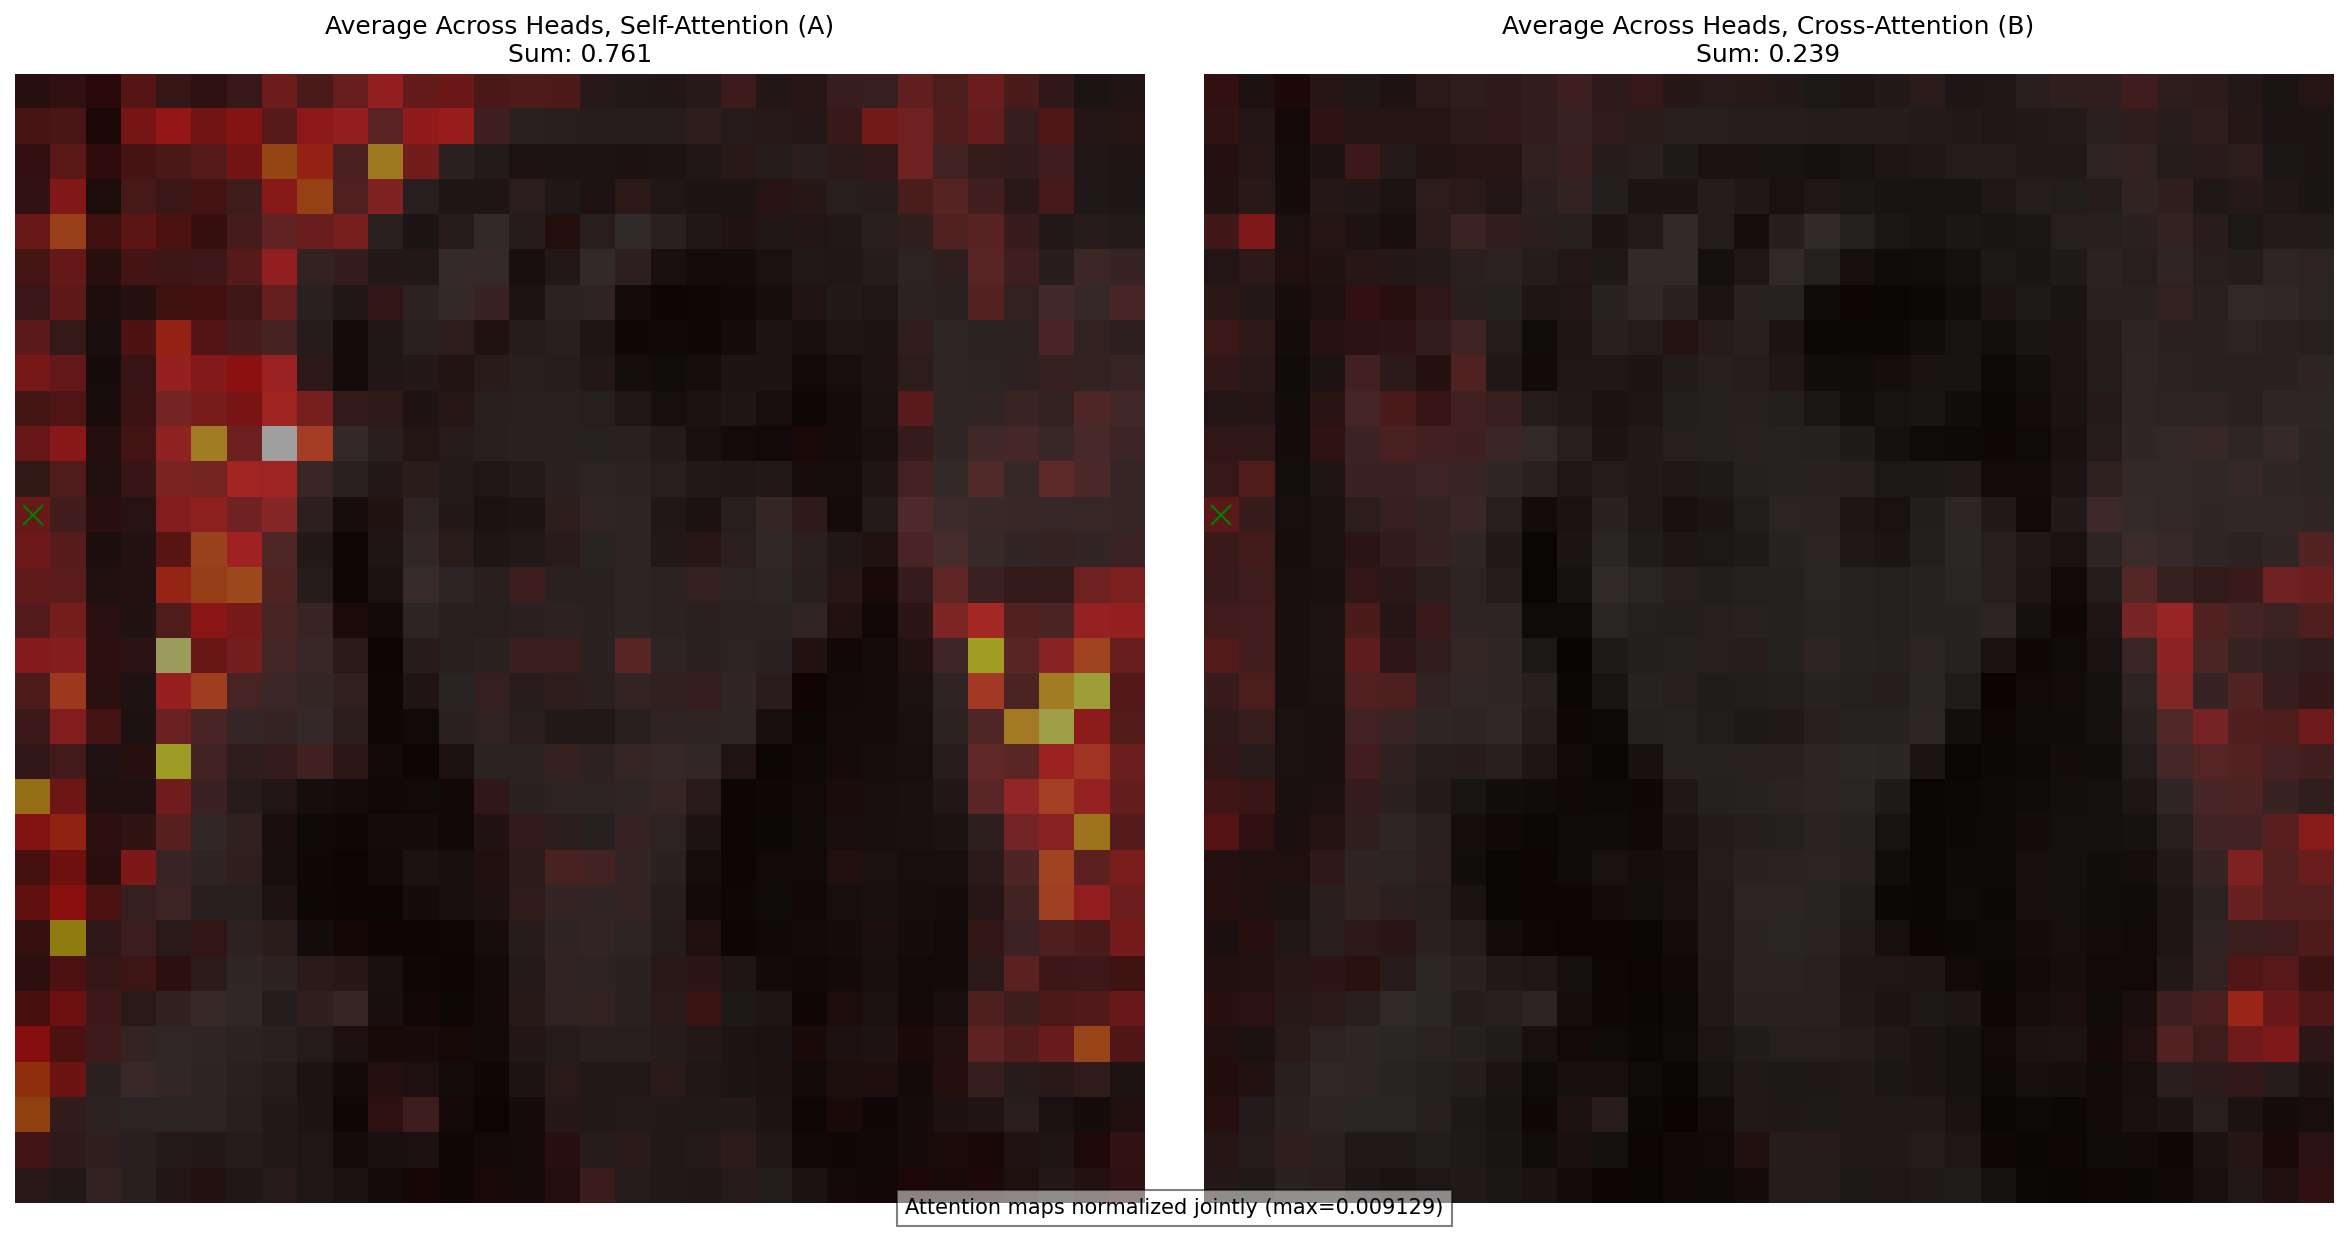 Average Across Heads, Self-Attention (A)
Sum: 0.761
Average Across Heads, Cross-Attention (B)
Sum: 0.239
Attention maps normalized jointly (max=0.009129)